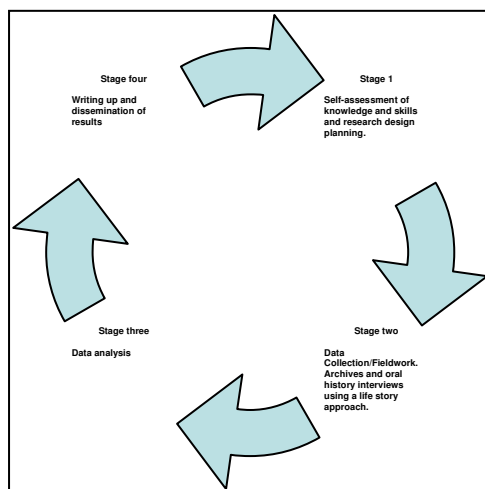 Stage four
Writing up and
dissemination of
results
Stage 1
Self-assessment of
knowledge and skills
and research design
planning.
Stage three
Data analysis
Stage two
Data
Collection/Fieldwork.
Archives and oral
history interviews
using a life story
approach.